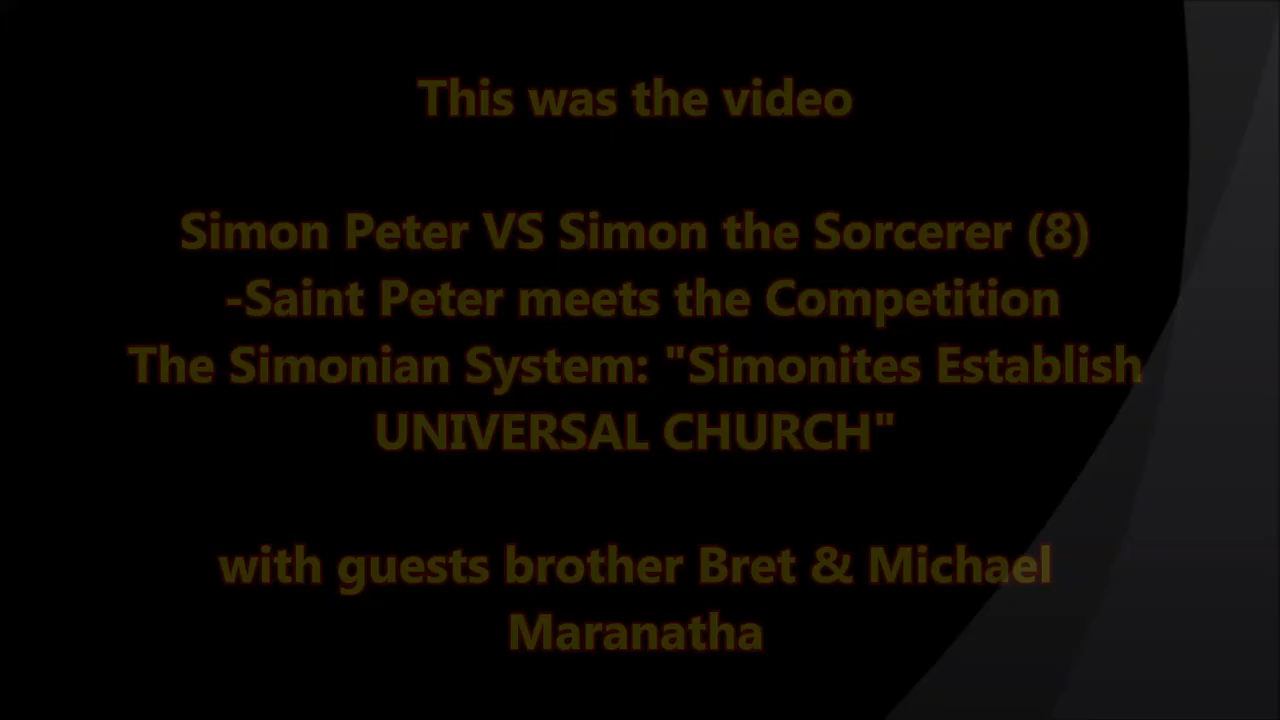 This was the video
Simon Peter VS Simon the Sorcerer (8)
-Saint Peter meets the Competition
The Simonian System: "Simonites Establish
UNIVERSAL CHURCH"
with guests brother Bret & Michael
Maranatha